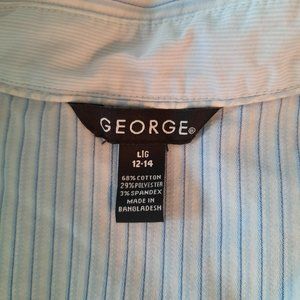 GEORGE®
L|G
12-14
68% COTTON
29% POLYESTER
3% SPANDEX
MADE IN
BANGLADESH